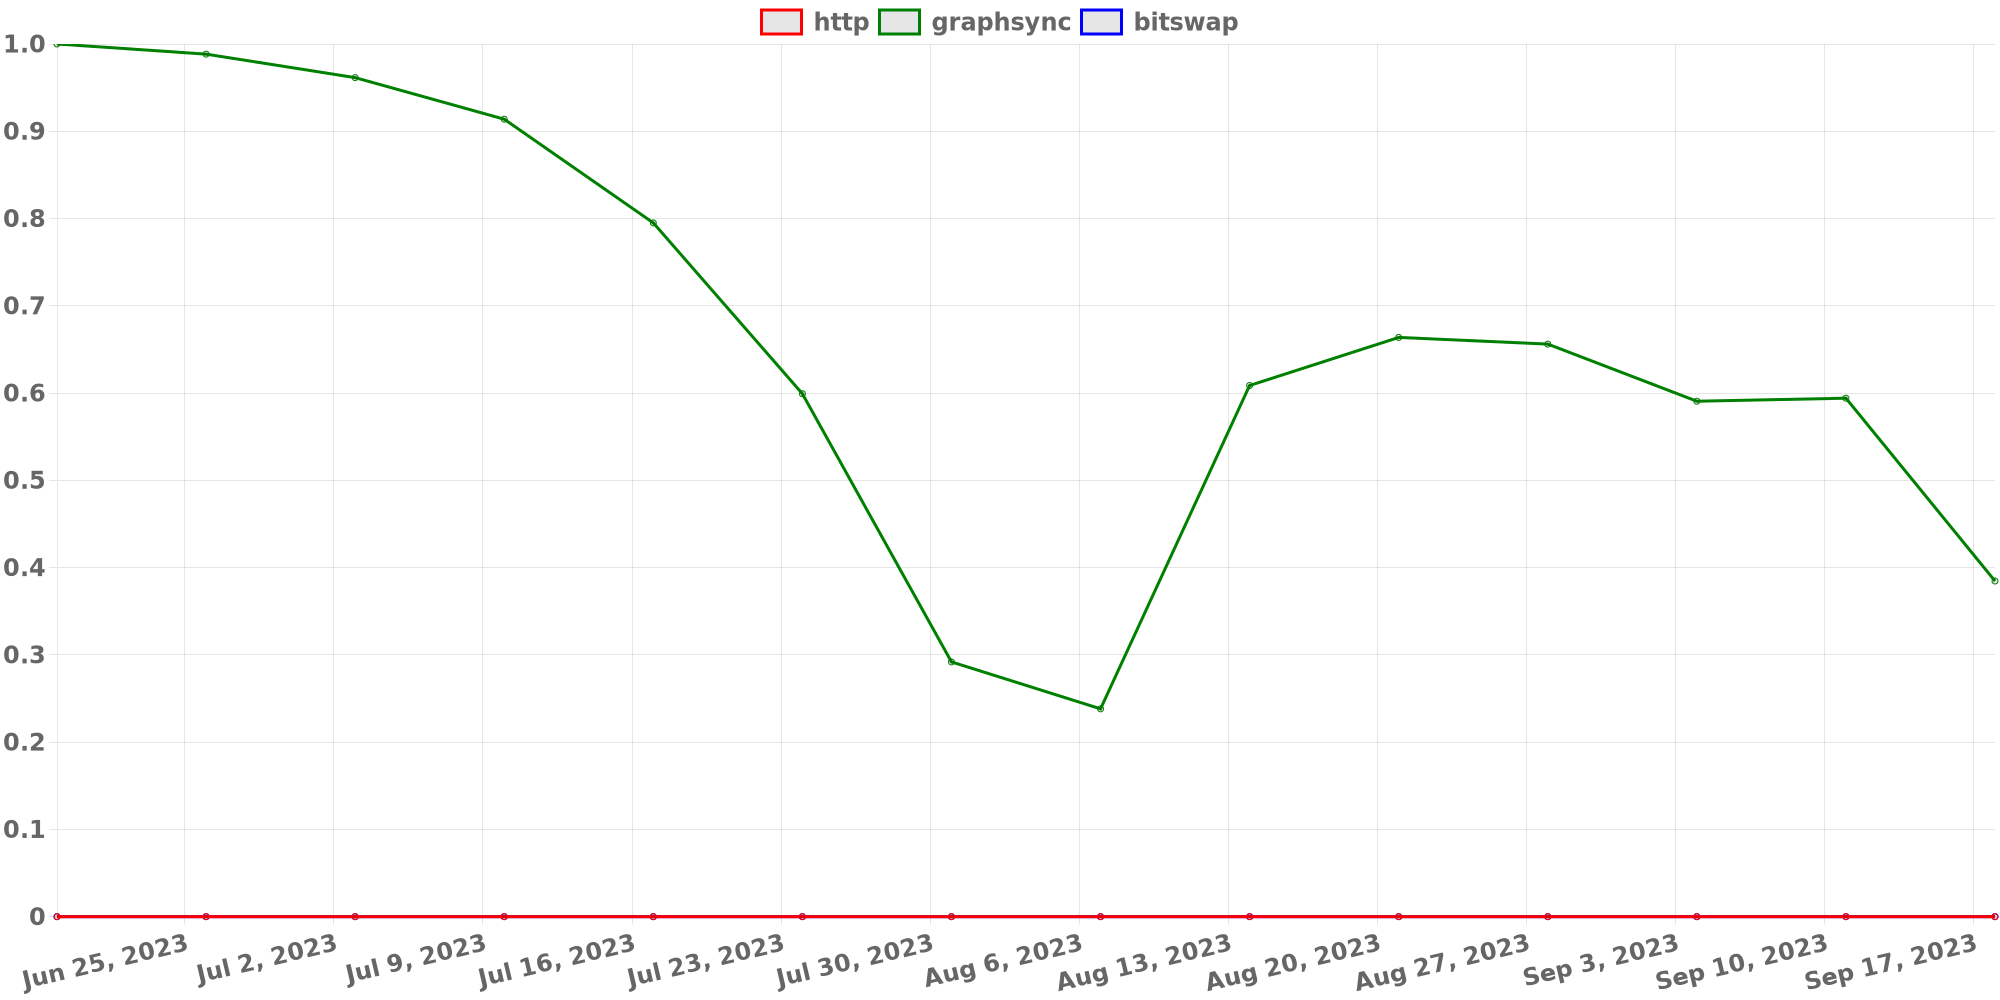 http graphsync bitswap
1.0
0.9
0.8
0.7
0.6
0.5
0.4
0.3
0.2
0.1
0
Jun 25, 2023
Jul 2, 2023
Jul 9, 2023
Jul 16, 2023
Jul 23, 2023
Jul 30, 2023
Aug 6, 2023
Aug 13, 2023
Aug 20, 2023
Aug 27, 2023
Sep 3, 2023
Sep 10, 2023
Sep 17, 2023